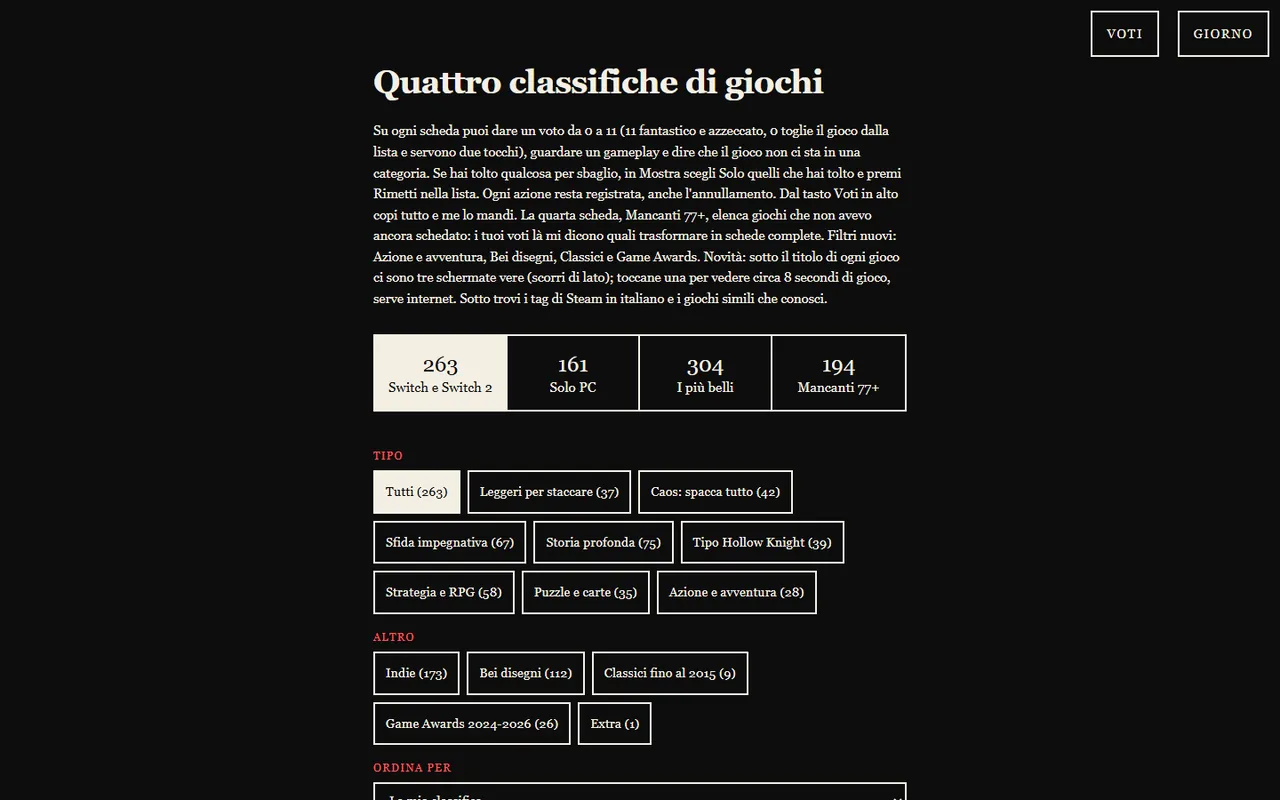 VOTI
GIORNO
Quattro classifiche di giochi
Su ogni scheda puoi dare un voto da 0 a 11 (11 fantastico e azzeccato, 0 toglie il gioco dalla
lista e servono due tocchi), guardare un gameplay e dire che il gioco non ci sta in una
categoria. Se hai tolto qualcosa per sbaglio, in Mostra scegli Solo quelli che hai tolto e premi
Rimetti nella lista. Ogni azione resta registrata, anche l'annullamento. Dal tasto Voti in alto
copi tutto e me lo mandi. La quarta scheda, Mancanti 77+, elenca giochi che non avevo
ancora schedato: i tuoi voti là mi dicono quali trasformare in schede complete. Filtri nuovi:
Azione e avventura, Bei disegni, Classici e Game Awards. Novità: sotto il titolo di ogni gioco
ci sono tre schermate vere (scorri di lato); toccane una per vedere circa 8 secondi di gioco,
serve internet. Sotto trovi i tag di Steam in italiano e i giochi simili che conosci.
263
Switch e Switch 2
161
Solo PC
304
I più belli
194
Mancanti 77+
TIPO
Tutti (263)
Leggeri per staccare (37)
Caos: spacca tutto (42)
Sfida impegnativa (67)
Storia profonda (75)
Tipo Hollow Knight (39)
Strategia e RPG (58)
Puzzle e carte (35)
Azione e avventura (28)
ALTRO
Indie (173)
Bei disegni (112)
Classici fino al 2015 (9)
Game Awards 2024-2026 (26)
Extra (1)
ORDINA PER